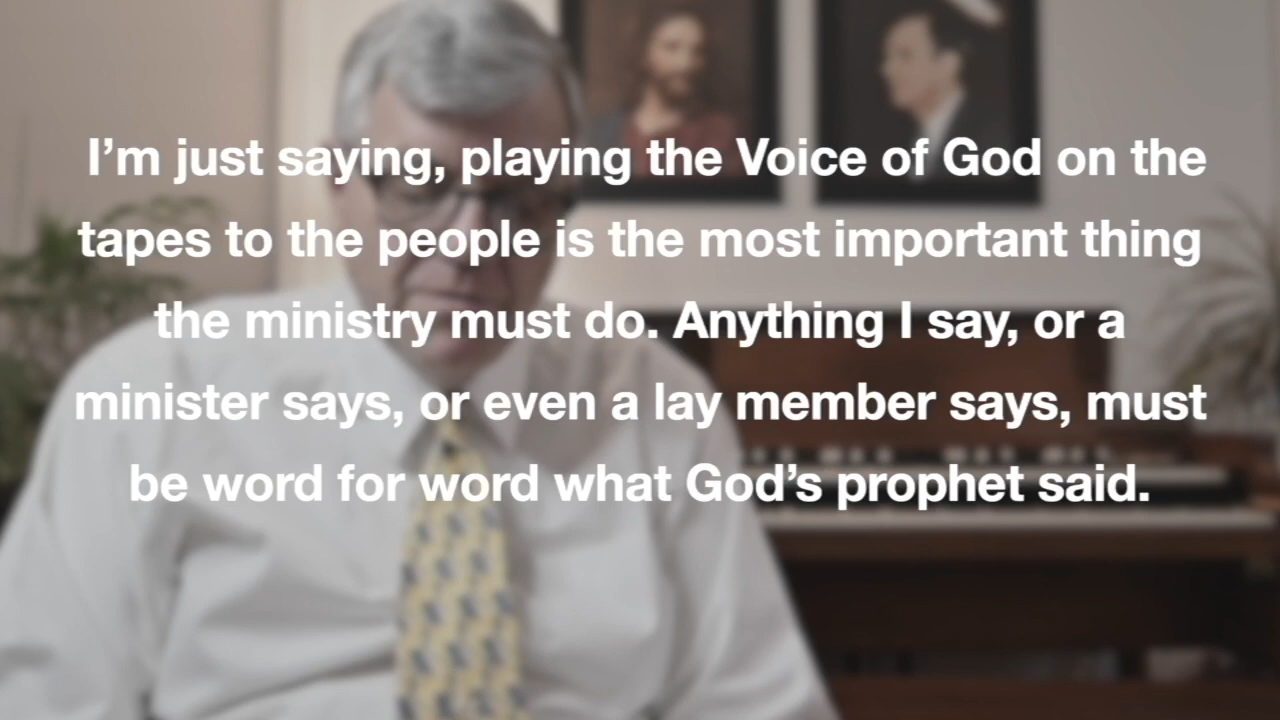 I’m just saying, playing the Voice of God on the
tapes to the people is the most important thing
the ministry must do. Anything I say, or a
minister says, or even a lay member says, must
be word for word what God’s prophet said.